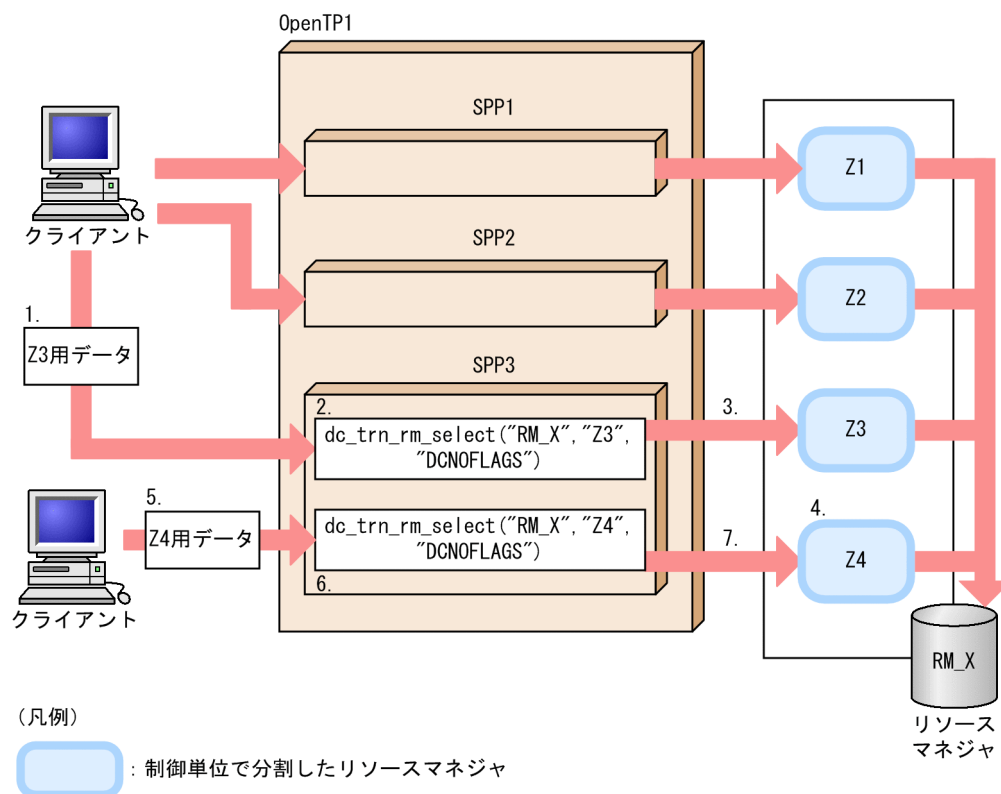 OpenTP1
SPP1
Z1
クライアント
SPP2
Z2
1.
Z3用データ
SPP3
2.
dc_trn_rm_select("RM_X","Z3",
"DCNOFLAGS")
3.
Z3
5.
Z4用データ
dc_trn_rm_select("RM_X","Z4",
"DCNOFLAGS")
6.
7.
4.
Z4
クライアント
RM_X
リソース
マネジャ
(凡例)
:制御単位で分割したリソースマネジャ